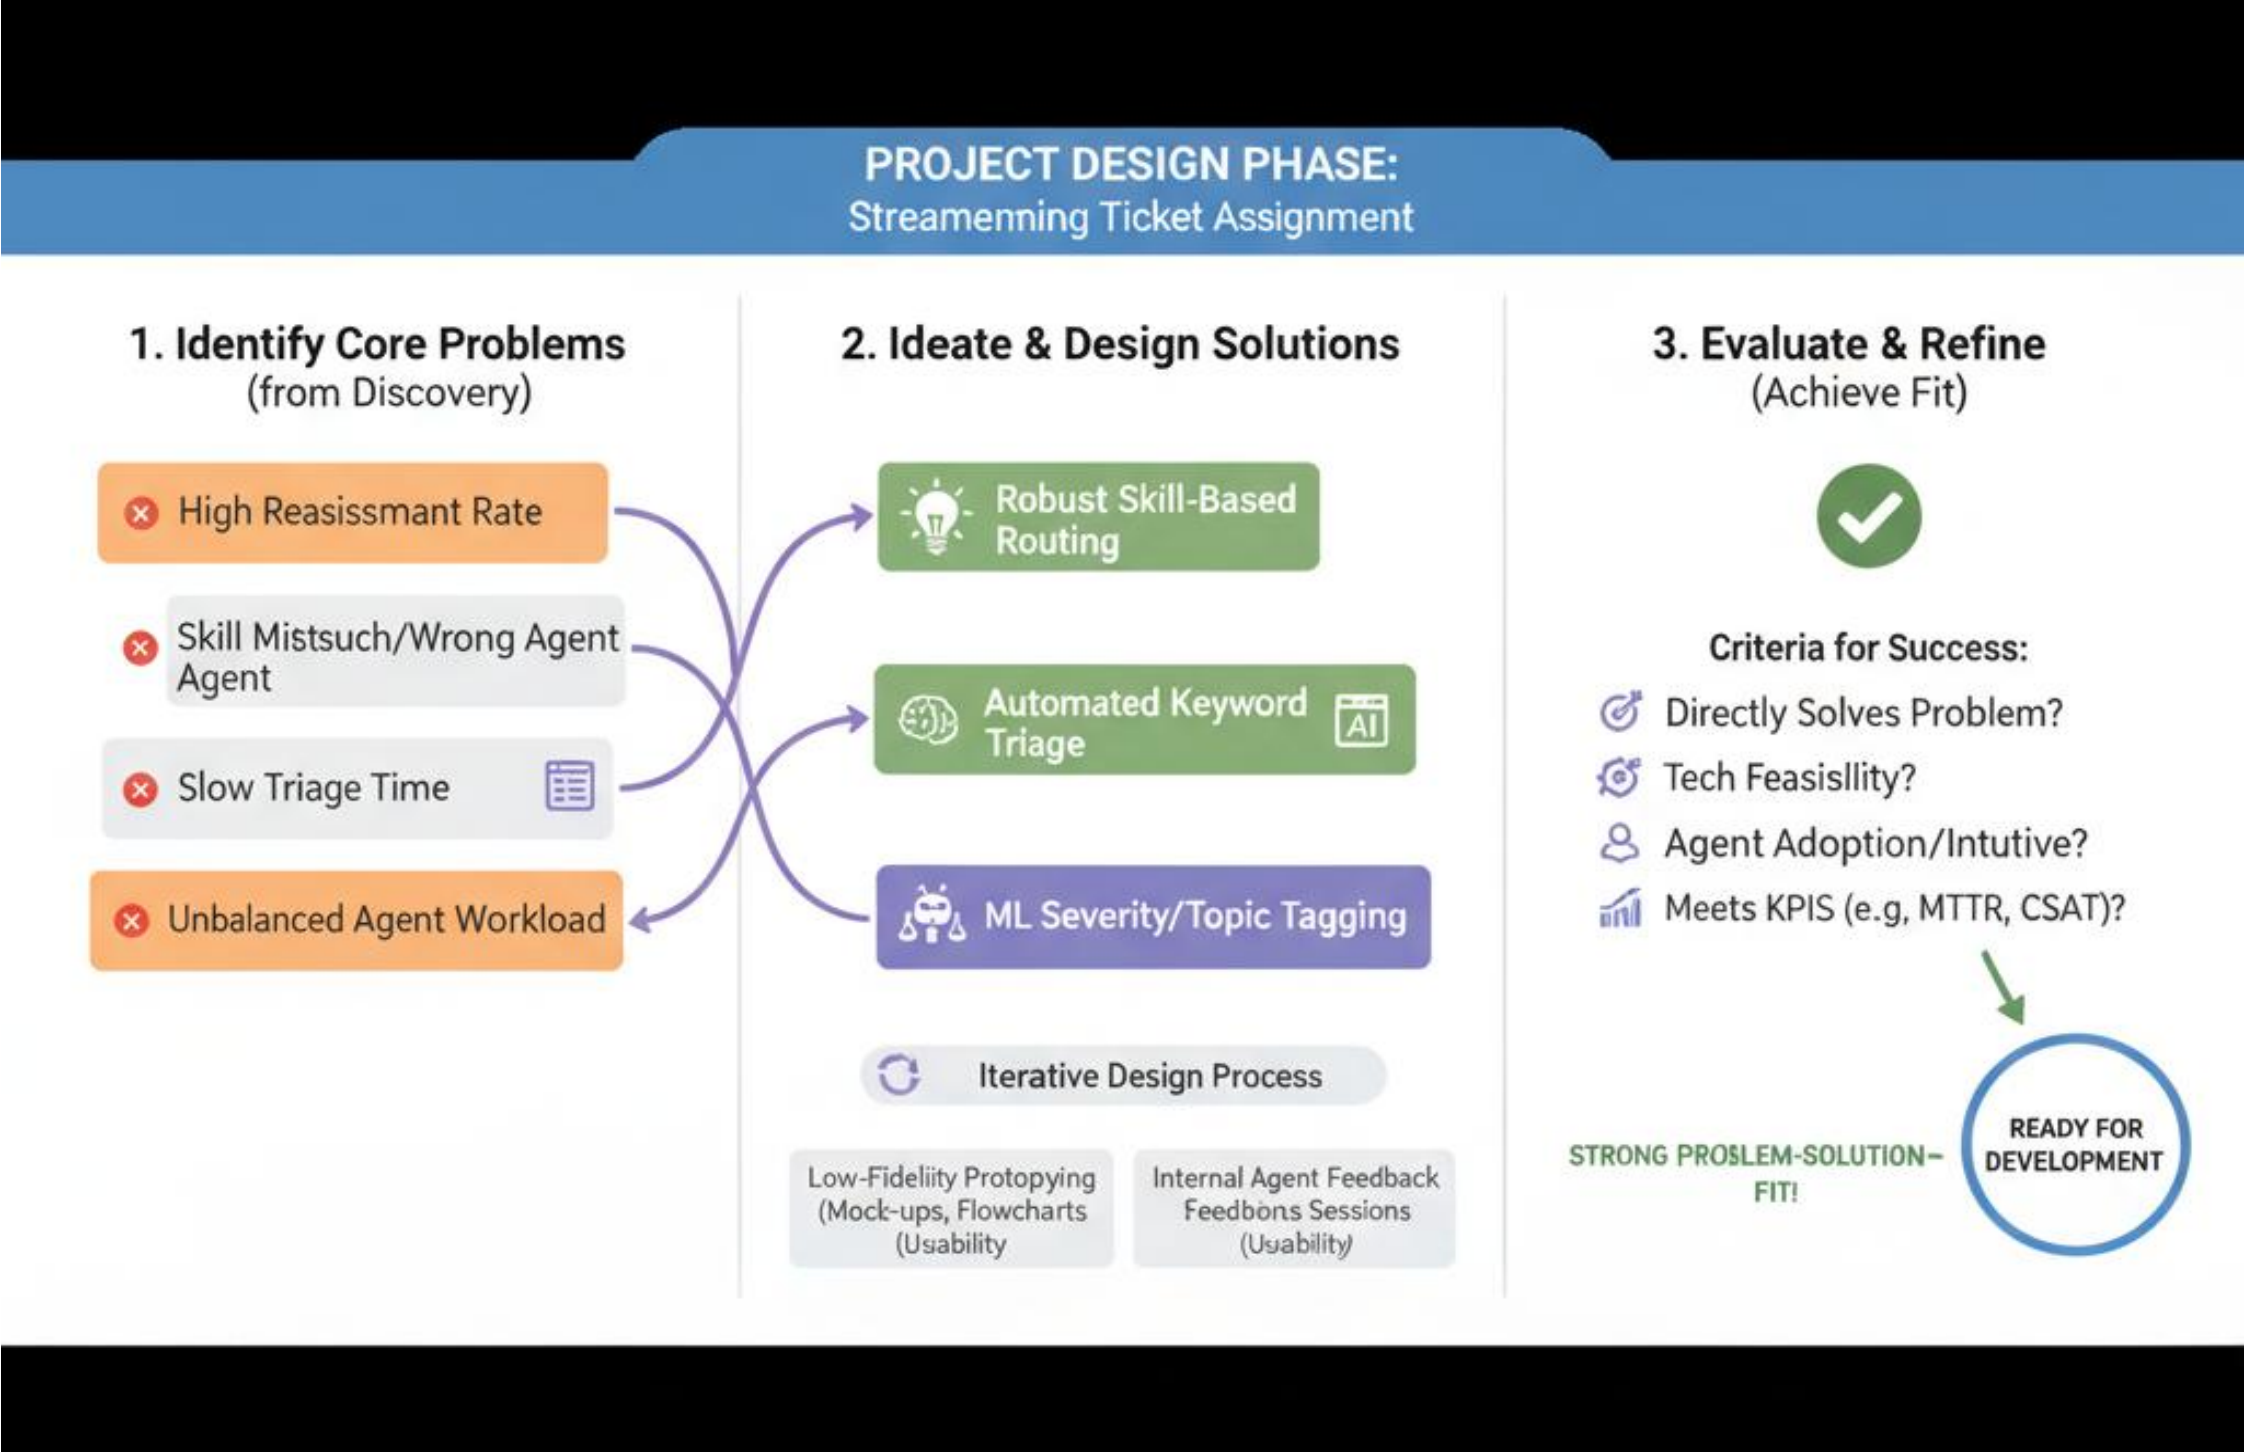 PROJECT DESIGN PHASE:
Streamenning Ticket Assignment
1. Identify Core Problems
(from Discovery)
High Reasissmant Rate
Skill Mistsuch/Wrong Agent
Agent
Slow Triage Time
Unbalanced Agent Workload
2. Ideate & Design Solutions
Robust Skill-Based
Routing
Automated Keyword
Triage
AI
ML Severity/Topic Tagging
Iterative Design Process
Low-Fideliity Protopying
(Mock-ups, Flowcharts
(Usability
Internal Agent Feedback
Feedbons Sessions
(Usability)
3. Evaluate & Refine
(Achieve Fit)
Criteria for Success:
Directly Solves Problem?
Tech Feasisllity?
Agent Adoption/Intutive?
Meets KPIS (e.g, MTTR, CSAT)?
STRONG PROBLEM-SOLUTION-
FIT!
READY FOR
DEVELOPMENT